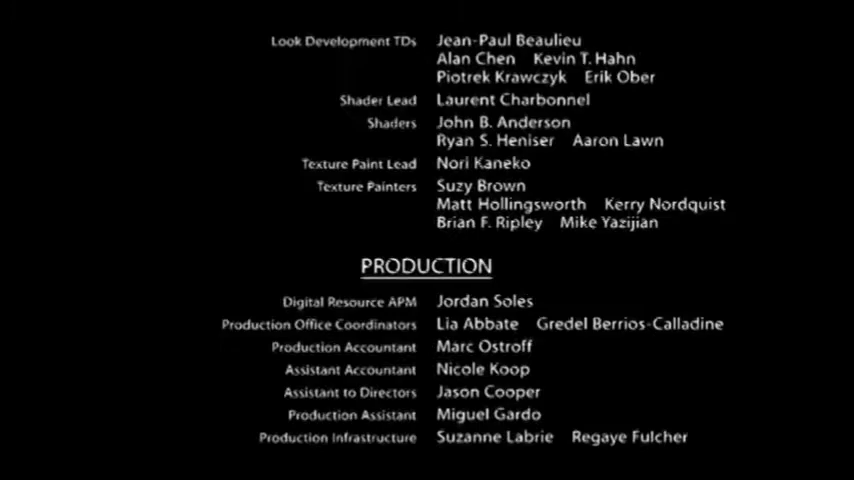 Look Development TDs Jean-Paul Beaulieu
Alan Chen Kevin T. Hahn
Piotrek Krawczyk Erik Ober
Shader Lead Laurent Charbonnel
Shaders John B. Anderson
Ryan S. Heniser Aaron Lawn
Texture Paint Lead Nori Kaneko
Texture Painters Suzy Brown
Matt Hollingsworth Kerry Nordquist
Brian F. Ripley Mike Yazijian
PRODUCTION
Digital Resource APM Jordan Soles
Production Office Coordinators Lia Abbate Gredel Berrios-Calladine
Production Accountant Marc Ostroff
Assistant Accountant Nicole Koop
Assistant to Directors Jason Cooper
Production Assistant Miguel Gardo
Production Infrastructure Suzanne Labrie Regaye Fulcher